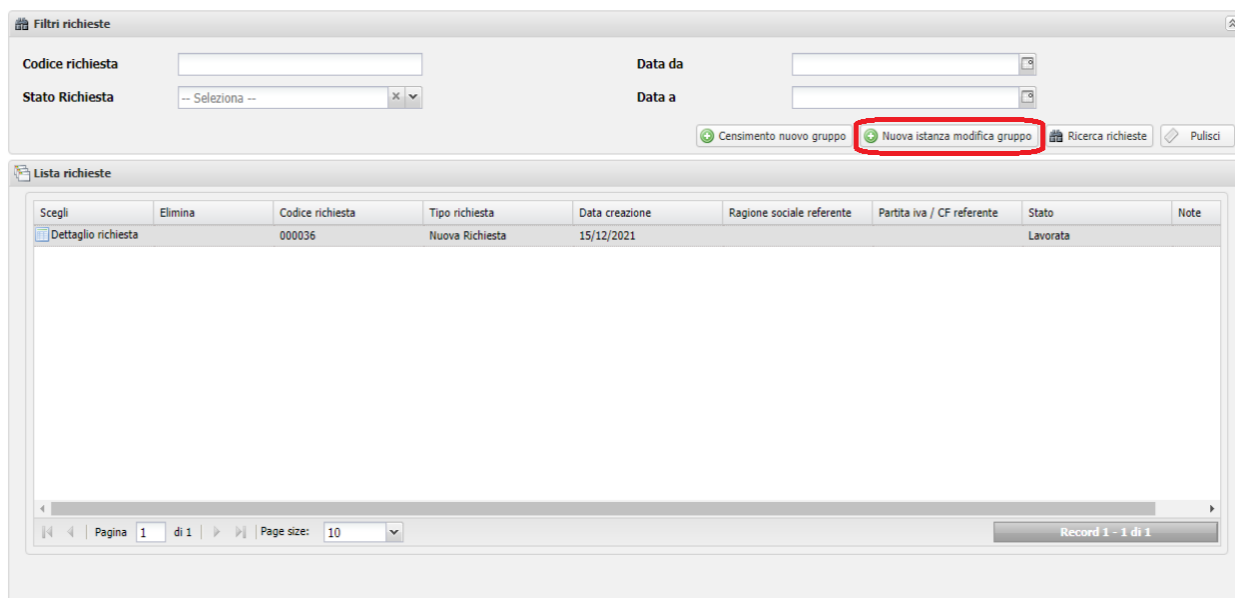 Filtri richieste
Codice richiesta Data da
Stato Richiesta -- Seleziona -- Data a
Censimento nuovo gruppo Nuova istanza modifica gruppo Ricerca richieste Pulisci
Lista richieste
Scegli Elimina Codice richiesta Tipo richiesta Data creazione Ragione sociale referente Partita iva / CF referente Stato Note
Dettaglio richiesta 000036 Nuova Richiesta 15/12/2021 Lavorata
Pagina 1 di 1 Page size: 10 Record 1 - 1 di 1